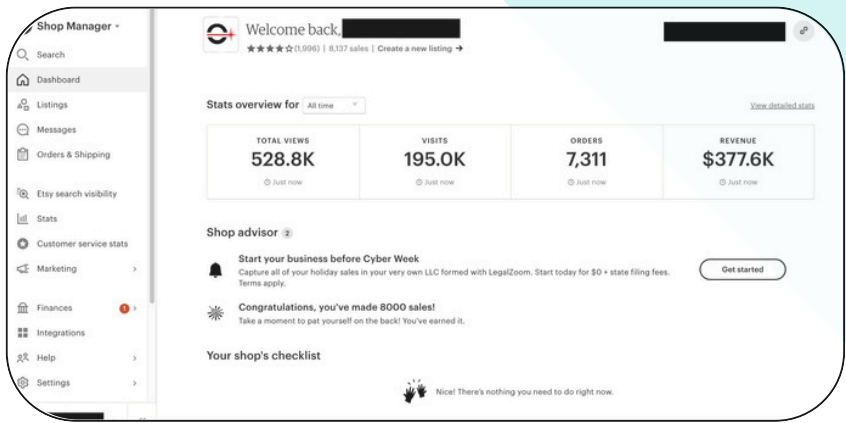 Shop Manager
Search
Dashboard
Listings
Messages
Orders & Shipping
Etsy search visibility
Stats
Customer service stats
Marketing
Finances 1
Integrations
Help
Settings
Welcome back,
(1,996) | 8,137 sales | Create a new listing →
Stats overview for All time
View detailed stats
TOTAL VIEWS
528.8K
Just now
VISITS
195.0K
Just now
ORDERS
7,311
Just now
REVENUE
$377.6K
Just now
Shop advisor 2
Start your business before Cyber Week
Capture all of your holiday sales in your very own LLC formed with LegalZoom. Start today for $0 + state filing fees.
Terms apply.
Get started
Congratulations, you've made 8000 sales!
Take a moment to pat yourself on the back! You've earned it.
Your shop's checklist
Nice! There's nothing you need to do right now.